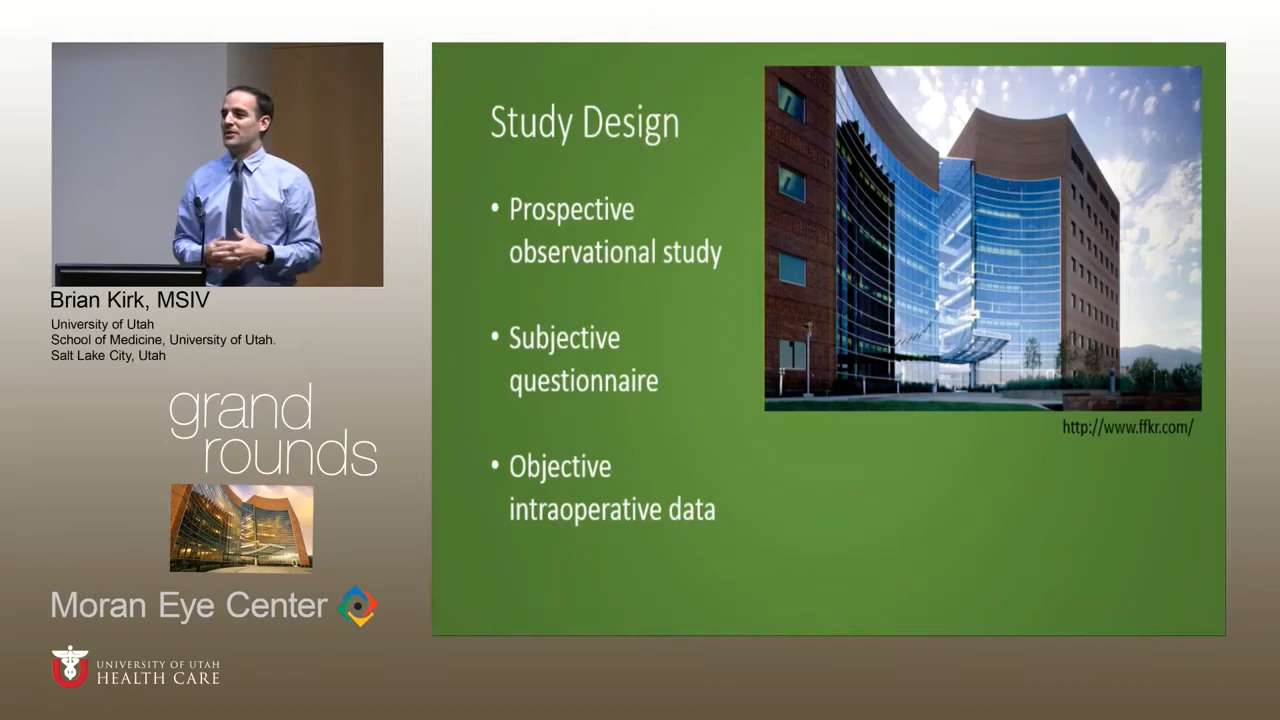 Brian Kirk, MSIV
University of Utah
School of Medicine, University of Utah.
Salt Lake City, Utah
grand
rounds
Moran Eye Center
UNIVERSITY OF UTAH
HEALTH CARE
Study Design
• Prospective
observational study
• Subjective
questionnaire
• Objective
intraoperative data
http://www.ffkr.com/